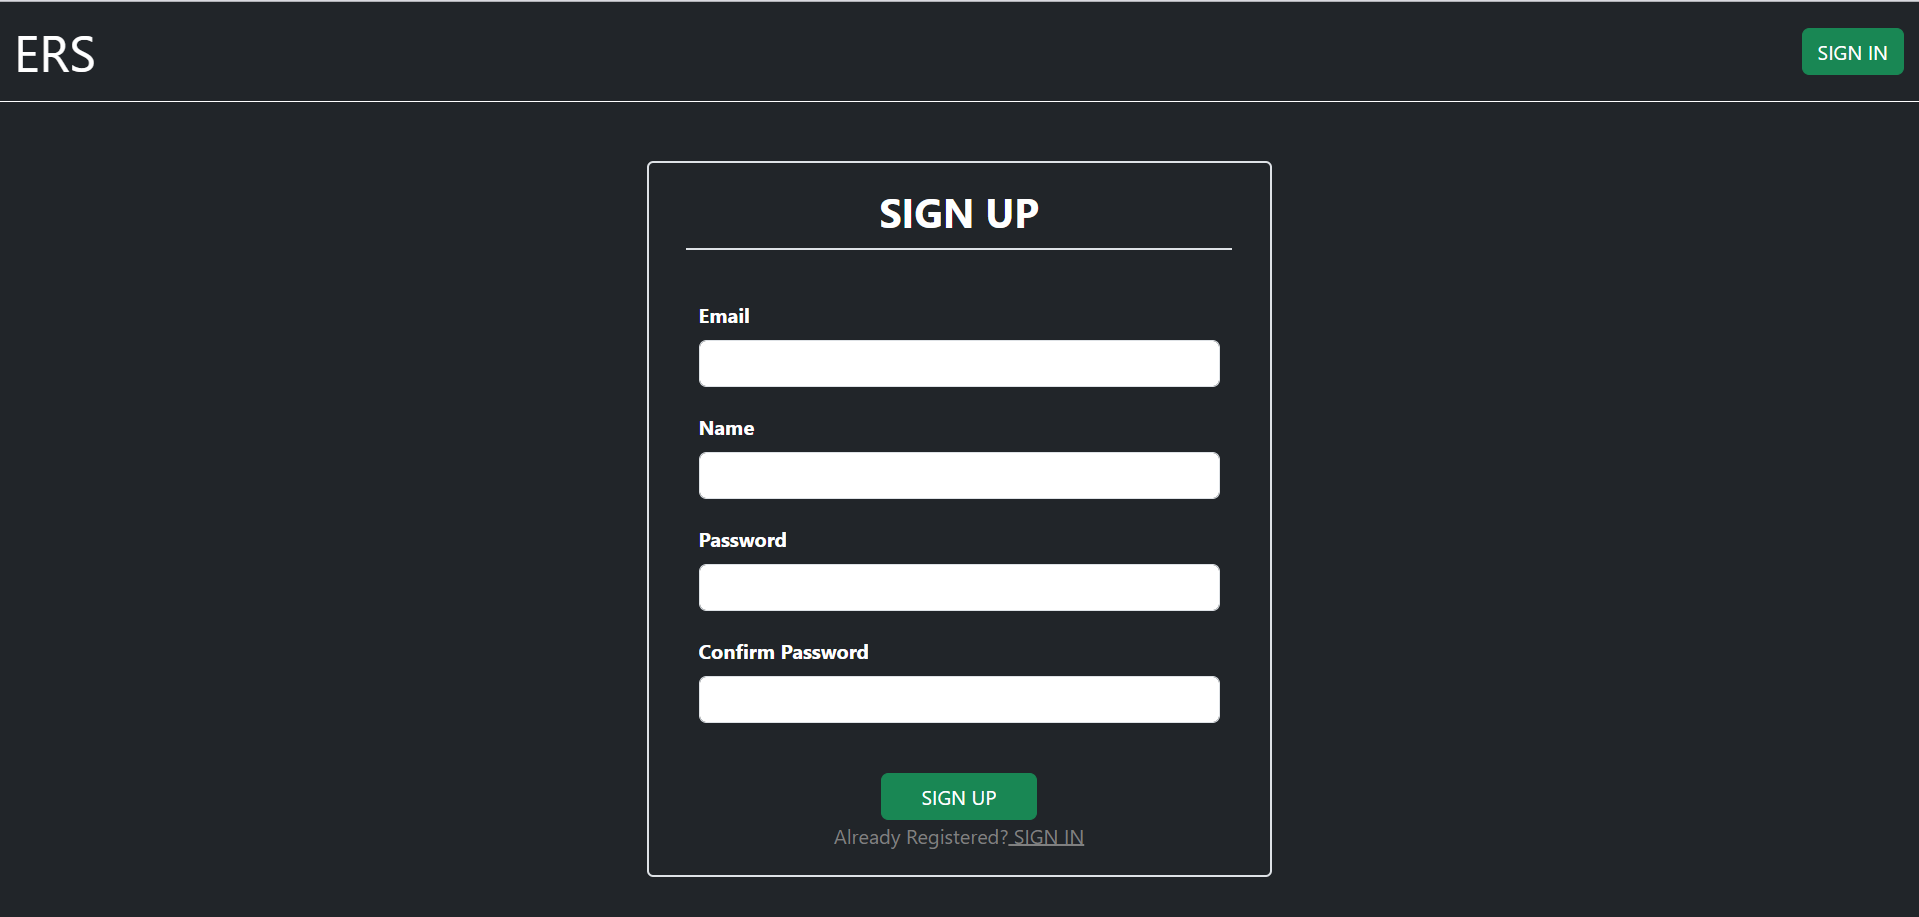 ERS
SIGN IN
SIGN UP
Email
Name
Password
Confirm Password
SIGN UP
Already Registered? SIGN IN